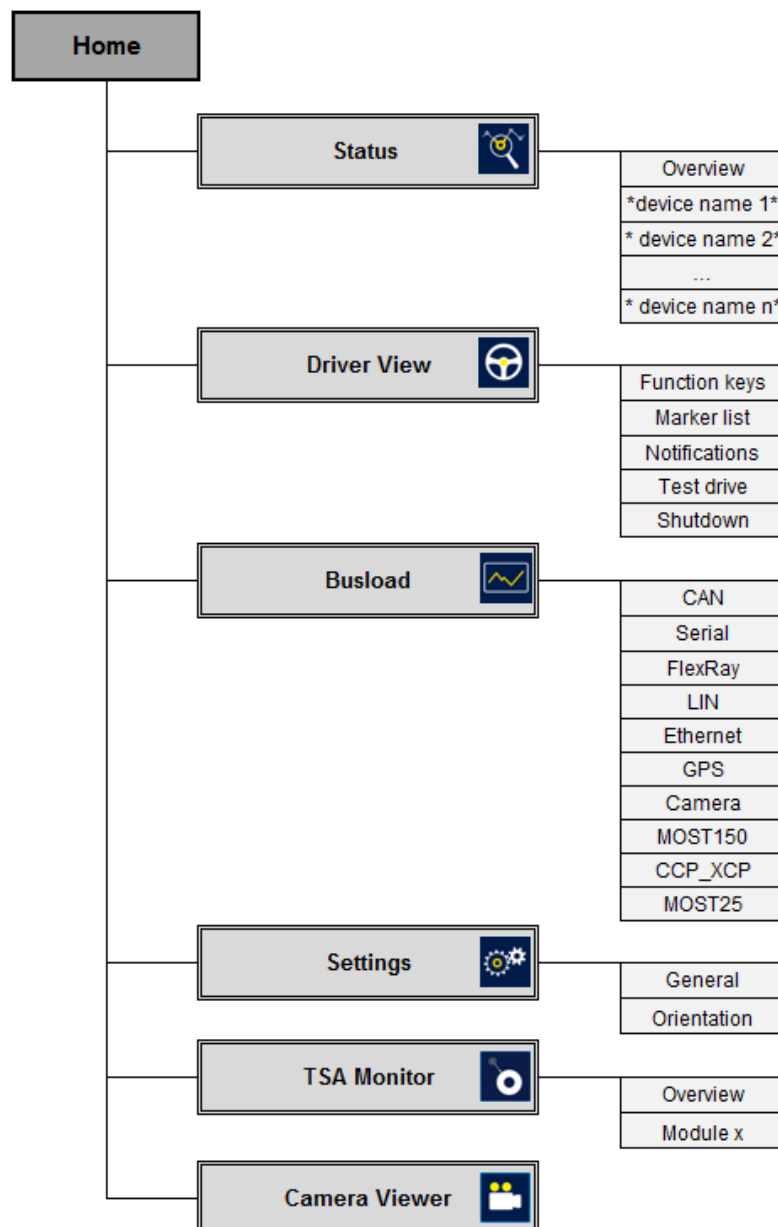 Home
Status
Overview
*device name 1*
* device name 2*
...
* device name n*
Driver View
Function keys
Marker list
Notifications
Test drive
Shutdown
Busload
CAN
Serial
FlexRay
LIN
Ethernet
GPS
Camera
MOST150
CCP_XCP
MOST25
Settings
General
Orientation
TSA Monitor
Overview
Module x
Camera Viewer